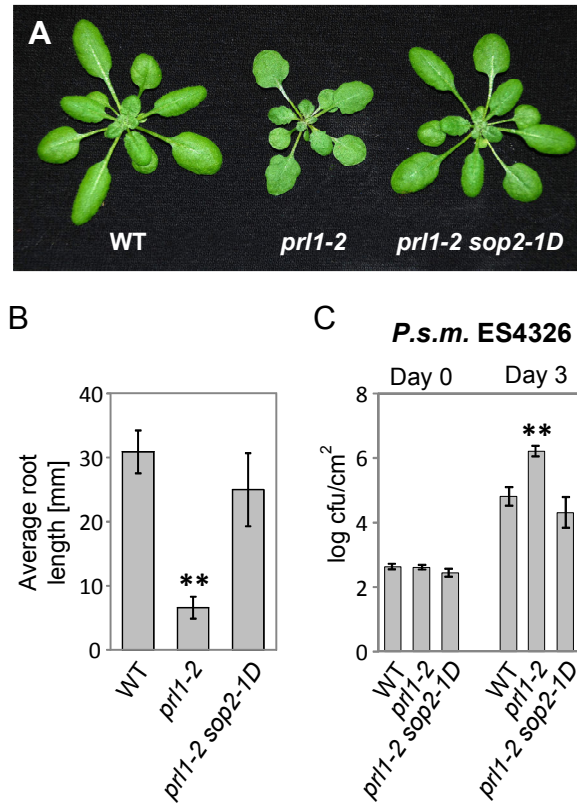 A
WT
prl1-2
prl1-2 sop2-1D
B
Average root
length [mm]
40
30
20
10
0
**
WT
prl1-2
prl1-2 sop2-1D
C
P.s.m. ES4326
Day 0
Day 3
log cfu/cm²
8
6
4
2
0
**
WT
prl1-2
prl1-2 sop2-1D
WT
prl1-2
prl1-2 sop2-1D